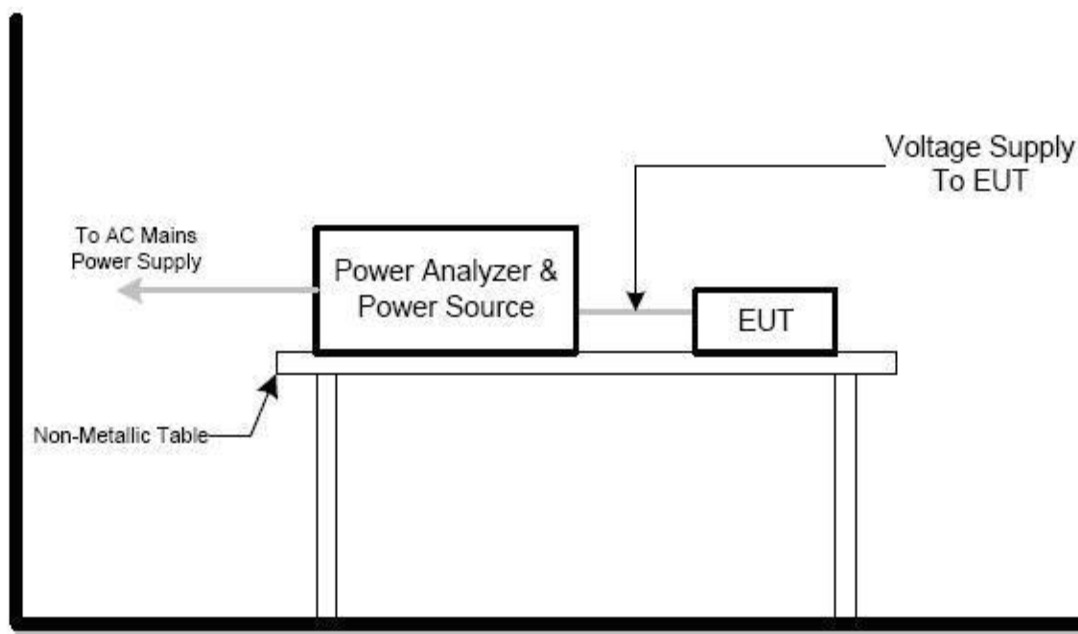 Voltage Supply
To EUT
To AC Mains
Power Supply
Power Analyzer &
Power Source
EUT
Non-Metallic Table